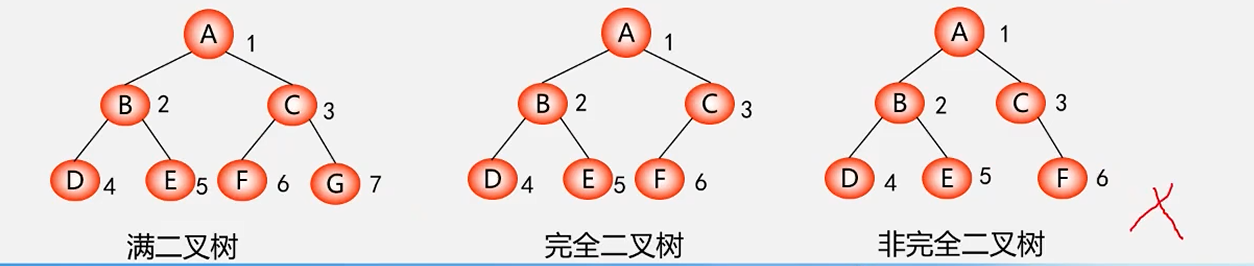 A 1 A 1 A 1
B 2 C 3 B 2 C 3 B 2 C 3
D 4 E 5 F 6 G 7 D 4 E 5 F 6 D 4 E 5 F 6
满二叉树 完全二叉树 非完全二叉树